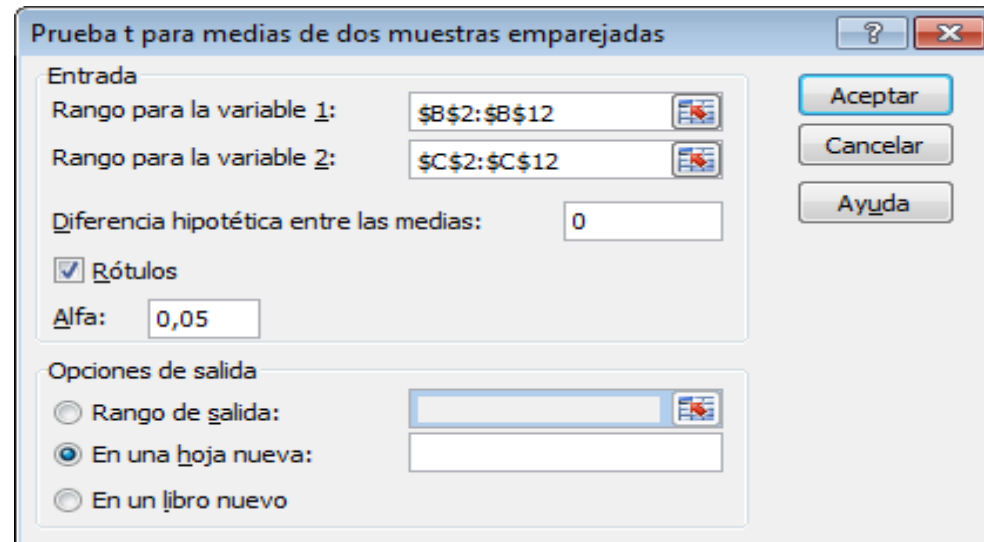 Prueba t para medias de dos muestras emparejadas
Entrada
Rango para la variable 1: $B$2:$B$12
Rango para la variable 2: $C$2:$C$12
Diferencia hipotética entre las medias: 0
Rótulos
Alfa: 0,05
Opciones de salida
Rango de salida:
En una hoja nueva:
En un libro nuevo
Aceptar
Cancelar
Ayuda